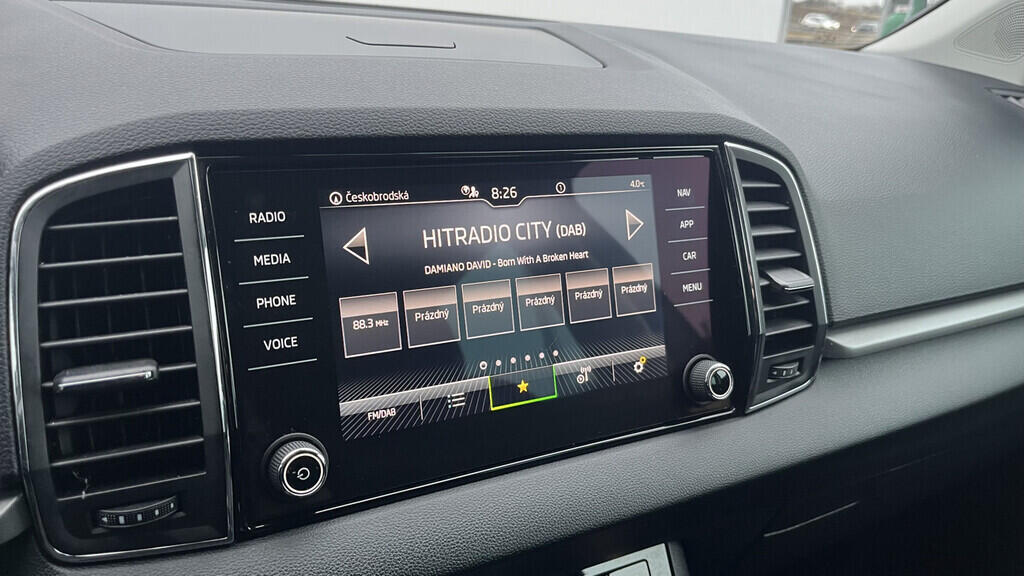 Českobrodská
8:26
4.0°C
RADIO
MEDIA
PHONE
VOICE
HITRADIO CITY (DAB)
DAMIANO DAVID - Born With A Broken Heart
88.3 MHz
Prázdný
Prázdný
Prázdný
Prázdný
Prázdný
FM/DAB
NAV
APP
CAR
MENU